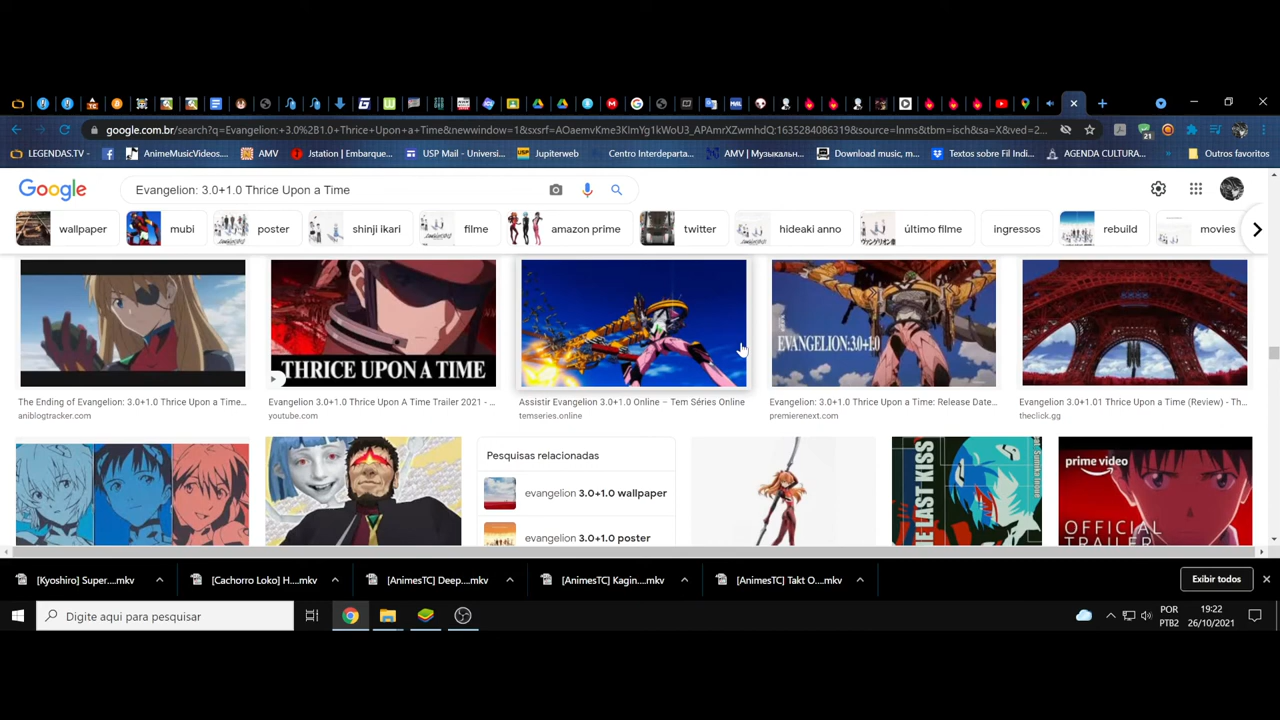 google.com.br/search?q=Evangelion:+3.0%2B1.0+Thrice+Upon+a+Time&newwindow=1&sxsrf=AOaemvKme3KlmYg1kWoU3_APAmrXZwmhdQ:1635284086319&source=lnms&tbm=isch&sa=X&ved=2...
21
LEGENDAS.TV -
AnimeMusicVideos....
AMV
Jstation | Embarque...
USP Mail - Universi...
Jupiterweb
Centro Interdeparta...
AMV | Музыкальн...
Download music, m...
Textos sobre Fil Indi...
AGENDA CULTURA...
»
Outros favoritos
Google
Evangelion: 3.0+1.0 Thrice Upon a Time
wallpaper
mubi
poster
shinji ikari
filme
amazon prime
twitter
hideaki anno
último filme
ingressos
rebuild
movies
THRICE UPON A TIME
EVANGELION:3.0+1.0
The Ending of Evangelion: 3.0+1.0 Thrice Upon a Time...
aniblogtracker.com
Evangelion 3.0+1.0 Thrice Upon A Time Trailer 2021 - ...
youtube.com
Assistir Evangelion 3.0+1.0 Online – Tem Séries Online
temseries.online
Evangelion: 3.0+1.0 Thrice Upon a Time: Release Date...
premierenext.com
Evangelion 3.0+1.01 Thrice Upon a Time (Review) - Th...
theclick.gg
Pesquisas relacionadas
evangelion 3.0+1.0 wallpaper
evangelion 3.0+1.0 poster
THE LAST KISS
Sumika Inoue
prime video
OFFICIAL
TRAILER
[Kyoshiro] Super....mkv
[Cachorro Loko] H....mkv
[AnimesTC] Deep....mkv
[AnimesTC] Kagin....mkv
[AnimesTC] Takt O....mkv
Exibir todos
Digite aqui para pesquisar
POR
PTB2
19:22
26/10/2021